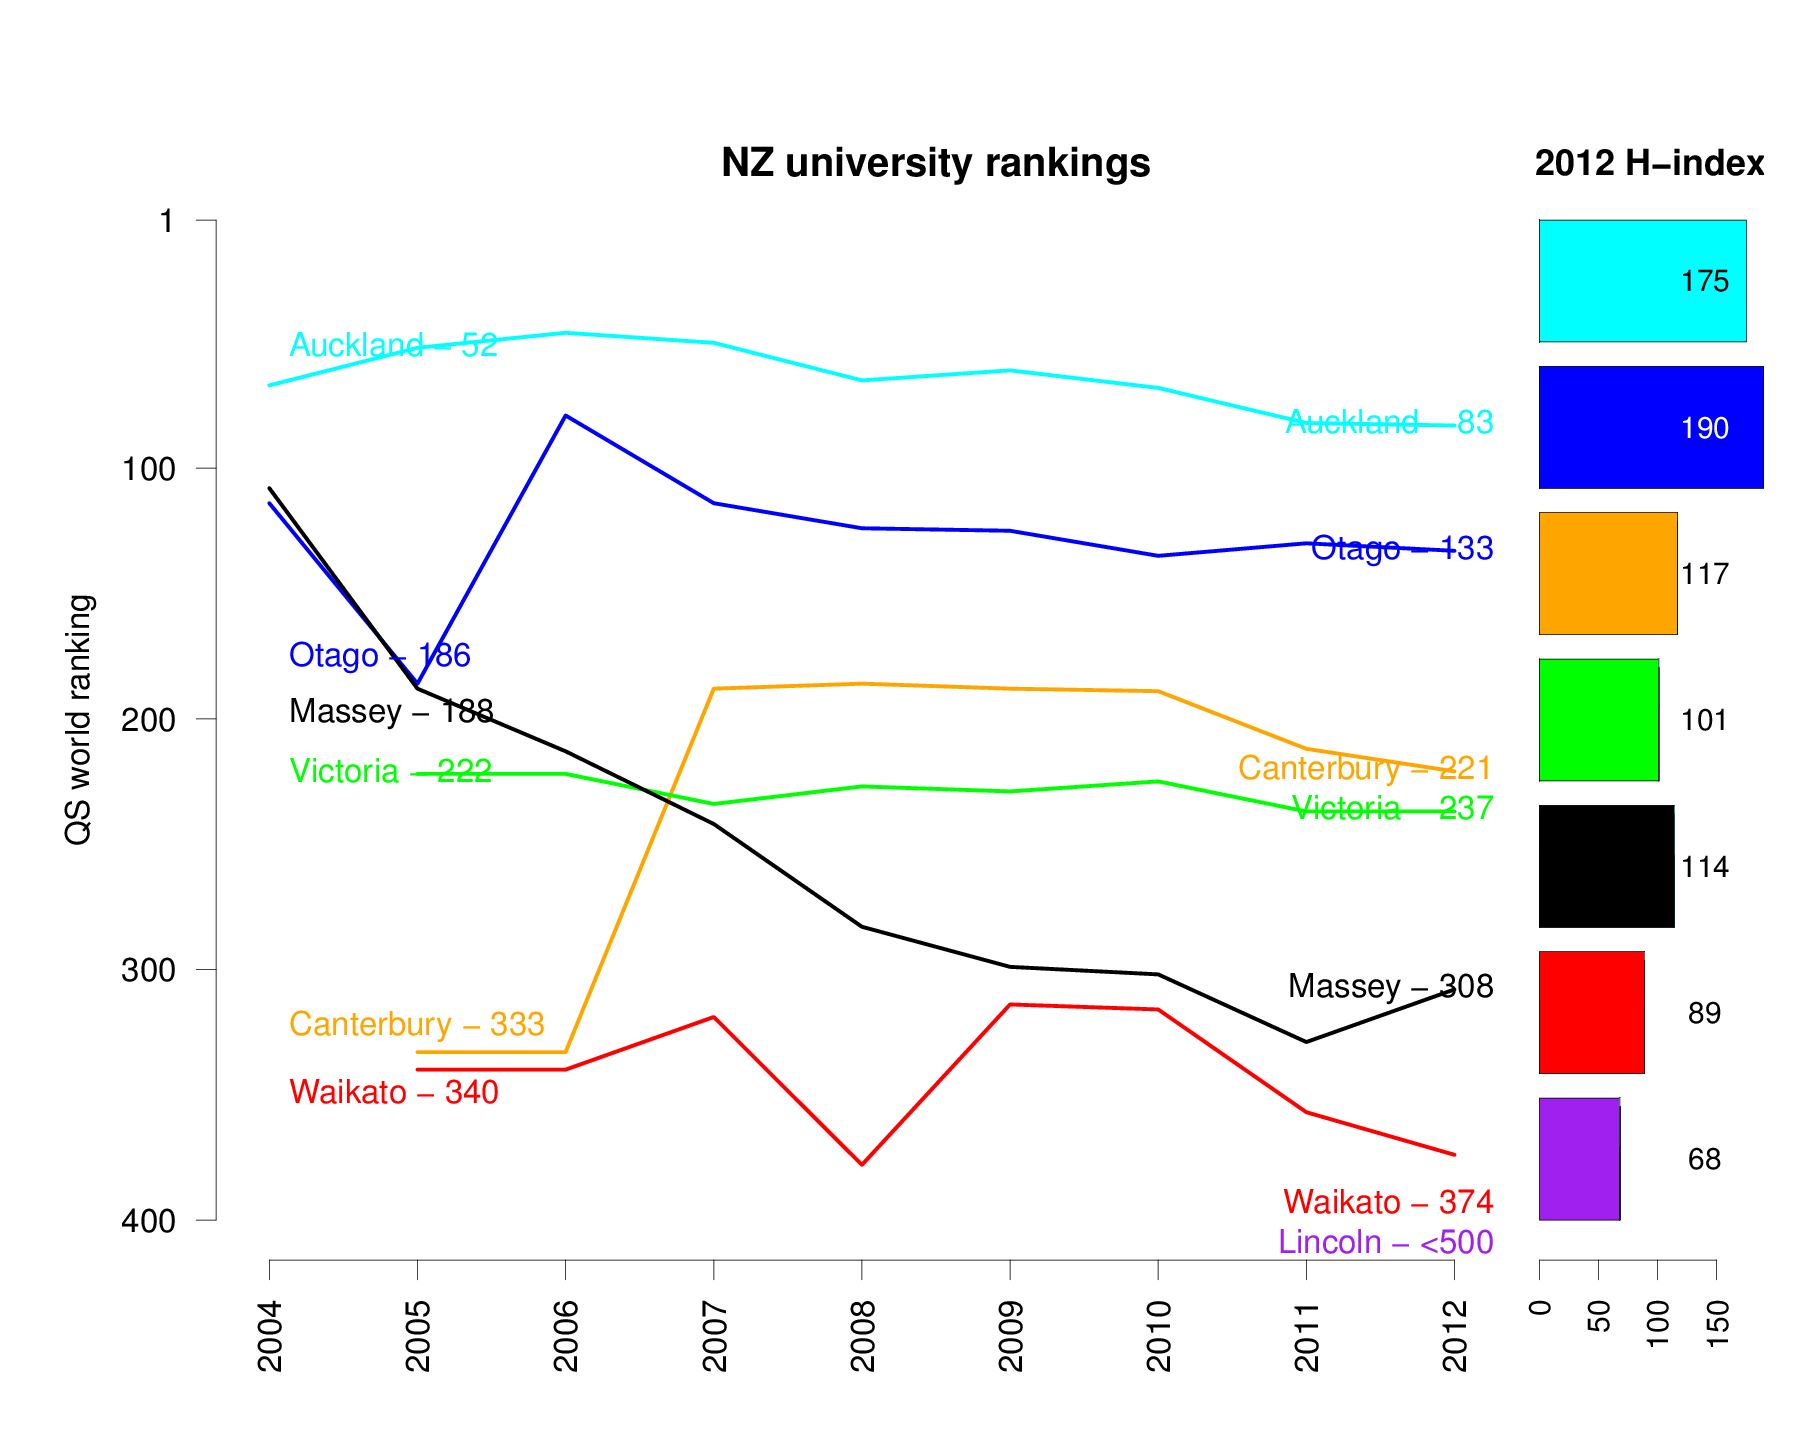 NZ university rankings
2012 H–index
QS world ranking
1
100
200
300
400
Auckland – 52
Otago – 186
Massey – 188
Victoria – 222
Canterbury – 333
Waikato – 340
Auckland – 83
Otago – 133
Canterbury – 221
Victoria – 237
Massey – 308
Waikato – 374
Lincoln – <500
2004
2005
2006
2007
2008
2009
2010
2011
2012
175
190
117
101
114
89
68
0
50
100
150